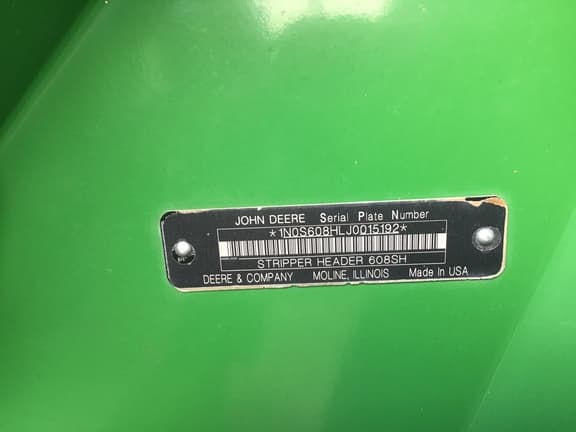 JOHN DEERE Serial Plate Number
*1N0S608HLJ0015192*
STRIPPER HEADER 608SH
DEERE & COMPANY MOLINE, ILLINOIS Made In USA